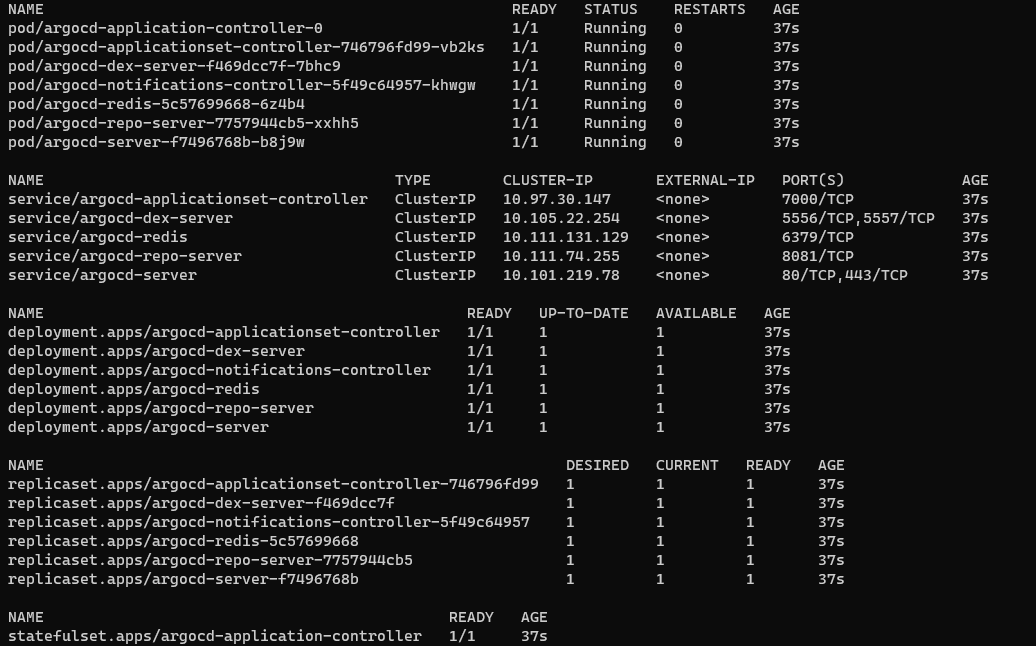 NAME READY STATUS RESTARTS AGE
pod/argocd-application-controller-0 1/1 Running 0 37s
pod/argocd-applicationset-controller-746796fd99-vb2ks 1/1 Running 0 37s
pod/argocd-dex-server-f469dcc7f-7bhc9 1/1 Running 0 37s
pod/argocd-notifications-controller-5f49c64957-khwgw 1/1 Running 0 37s
pod/argocd-redis-5c57699668-6z4b4 1/1 Running 0 37s
pod/argocd-repo-server-7757944cb5-xxhh5 1/1 Running 0 37s
pod/argocd-server-f7496768b-b8j9w 1/1 Running 0 37s
NAME TYPE CLUSTER-IP EXTERNAL-IP PORT(S) AGE
service/argocd-applicationset-controller ClusterIP 10.97.30.147 <none> 7000/TCP 37s
service/argocd-dex-server ClusterIP 10.105.22.254 <none> 5556/TCP,5557/TCP 37s
service/argocd-redis ClusterIP 10.111.131.129 <none> 6379/TCP 37s
service/argocd-repo-server ClusterIP 10.111.74.255 <none> 8081/TCP 37s
service/argocd-server ClusterIP 10.101.219.78 <none> 80/TCP,443/TCP 37s
NAME READY UP-TO-DATE AVAILABLE AGE
deployment.apps/argocd-applicationset-controller 1/1 1 1 37s
deployment.apps/argocd-dex-server 1/1 1 1 37s
deployment.apps/argocd-notifications-controller 1/1 1 1 37s
deployment.apps/argocd-redis 1/1 1 1 37s
deployment.apps/argocd-repo-server 1/1 1 1 37s
deployment.apps/argocd-server 1/1 1 1 37s
NAME DESIRED CURRENT READY AGE
replicaset.apps/argocd-applicationset-controller-746796fd99 1 1 1 37s
replicaset.apps/argocd-dex-server-f469dcc7f 1 1 1 37s
replicaset.apps/argocd-notifications-controller-5f49c64957 1 1 1 37s
replicaset.apps/argocd-redis-5c57699668 1 1 1 37s
replicaset.apps/argocd-repo-server-7757944cb5 1 1 1 37s
replicaset.apps/argocd-server-f7496768b 1 1 1 37s
NAME READY AGE
statefulset.apps/argocd-application-controller 1/1 37s